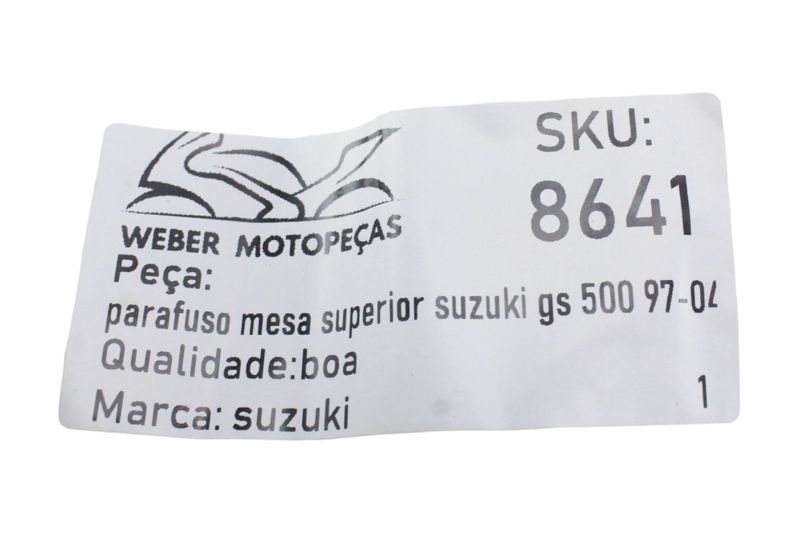 WEBER MOTOPEÇAS
SKU:
8641
Peça:
parafuso mesa superior suzuki gs 500 97-04
Qualidade:boa
Marca: suzuki
1